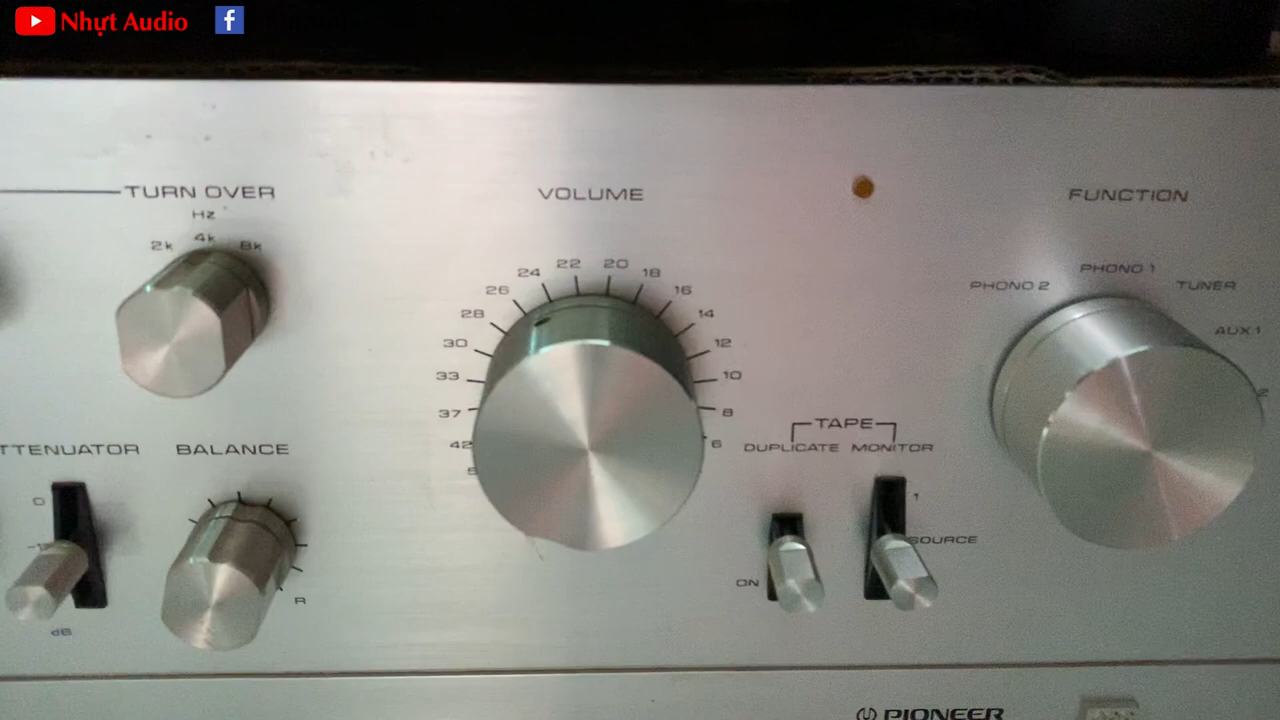 Nhựt Audio
TURN OVER
Hz
2k 4k 8k
VOLUME
20
22
18
24
16
26
14
28
12
30
10
33
8
37
6
42
FUNCTION
PHONO 2
PHONO 1
TUNER
AUX 1
2
TAPE
DUPLICATE MONITOR
1
SOURCE
ON
TTENUATOR
0
dB
BALANCE
R
PIONEER